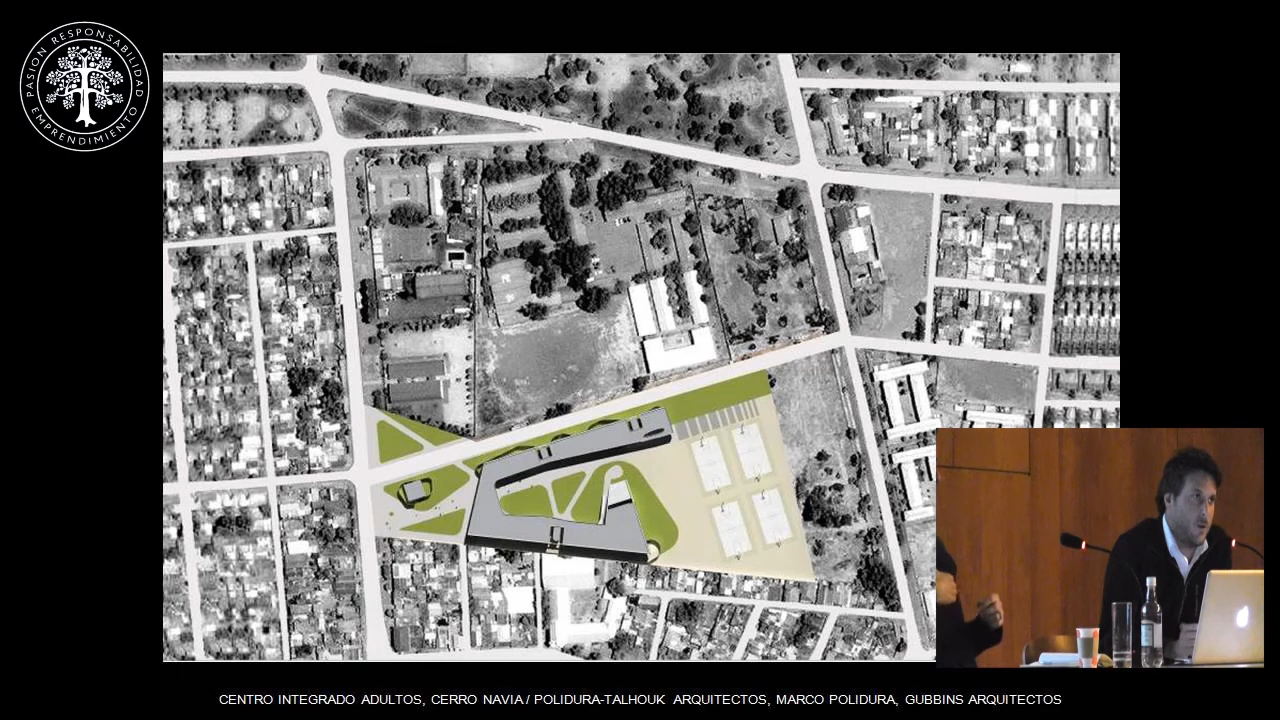 PASION RESPONSABILIDAD EMPRENDIMIENTO
CENTRO INTEGRADO ADULTOS, CERRO NAVIA / POLIDURA-TALHOUK ARQUITECTOS, MARCO POLIDURA, GUBBINS ARQUITECTOS